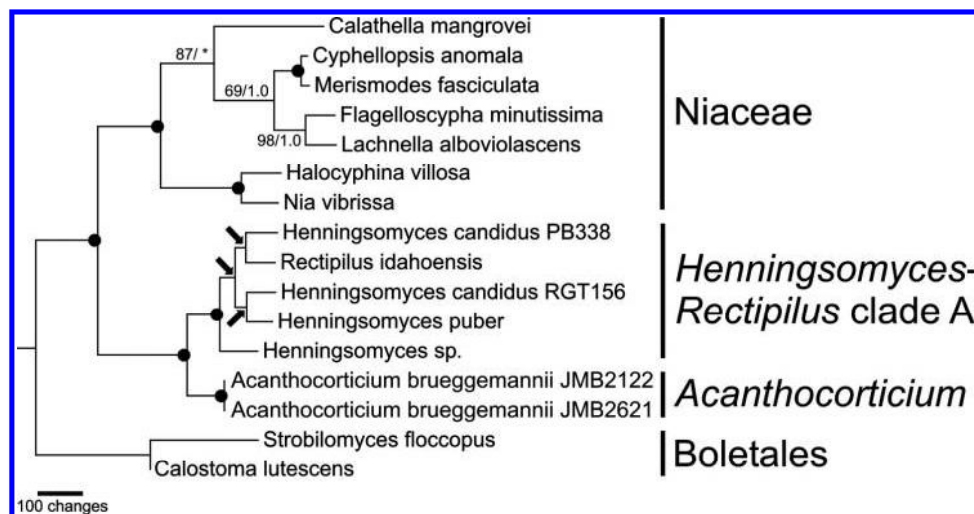 Calathella mangrovei
Cyphellopsis anomala
87/ *
Merismodes fasciculata
69/1.0
Flagelloscypha minutissima
98/1.0
Lachnella alboviolascens
Niaceae
Halocyphina villosa
Nia vibrissa
Henningsomyces candidus PB338
Rectipilus idahoensis
Henningsomyces candidus RGT156
Henningsomyces puber
Henningsomyces sp.
Henningsomyces-
Rectipilus clade A
Acanthocorticium brueggemannii JMB2122
Acanthocorticium brueggemannii JMB2621
Acanthocorticium
Strobilomyces floccopus
Calostoma lutescens
Boletales
100 changes